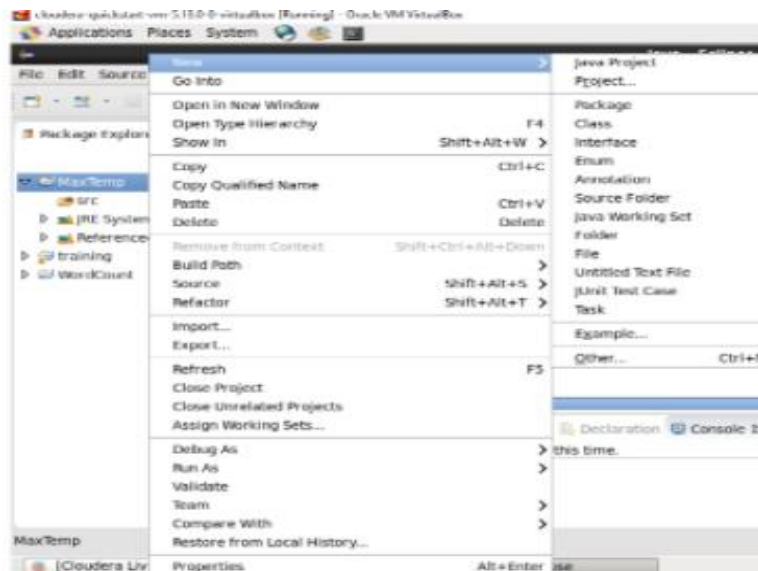 cloudera-quickstart-vm-5.13.0-0-virtualbox [Running] - Oracle VM VirtualBox
Applications Places System
File Edit Source
Package Explorer
MaxTemp
src
JRE System
Referenced
training
WordCount
MaxTemp
[Cloudera Liv
New
Go Into
Open in New Window
Open Type Hierarchy F4
Show In Shift+Alt+W
Copy Ctrl+C
Copy Qualified Name
Paste Ctrl+V
Delete Delete
Remove from Context Shift+Ctrl+Alt+Down
Build Path
Source Shift+Alt+S
Refactor Shift+Alt+T
Import...
Export...
Refresh F5
Close Project
Close Unrelated Projects
Assign Working Sets...
Debug As
Run As
Validate
Team
Compare With
Restore from Local History...
Properties Alt+Enter
Java Project
Project...
Package
Class
Interface
Enum
Annotation
Source Folder
Java Working Set
Folder
File
Untitled Text File
JUnit Test Case
Task
Example...
Other... Ctrl+N
Declaration Console
this time.